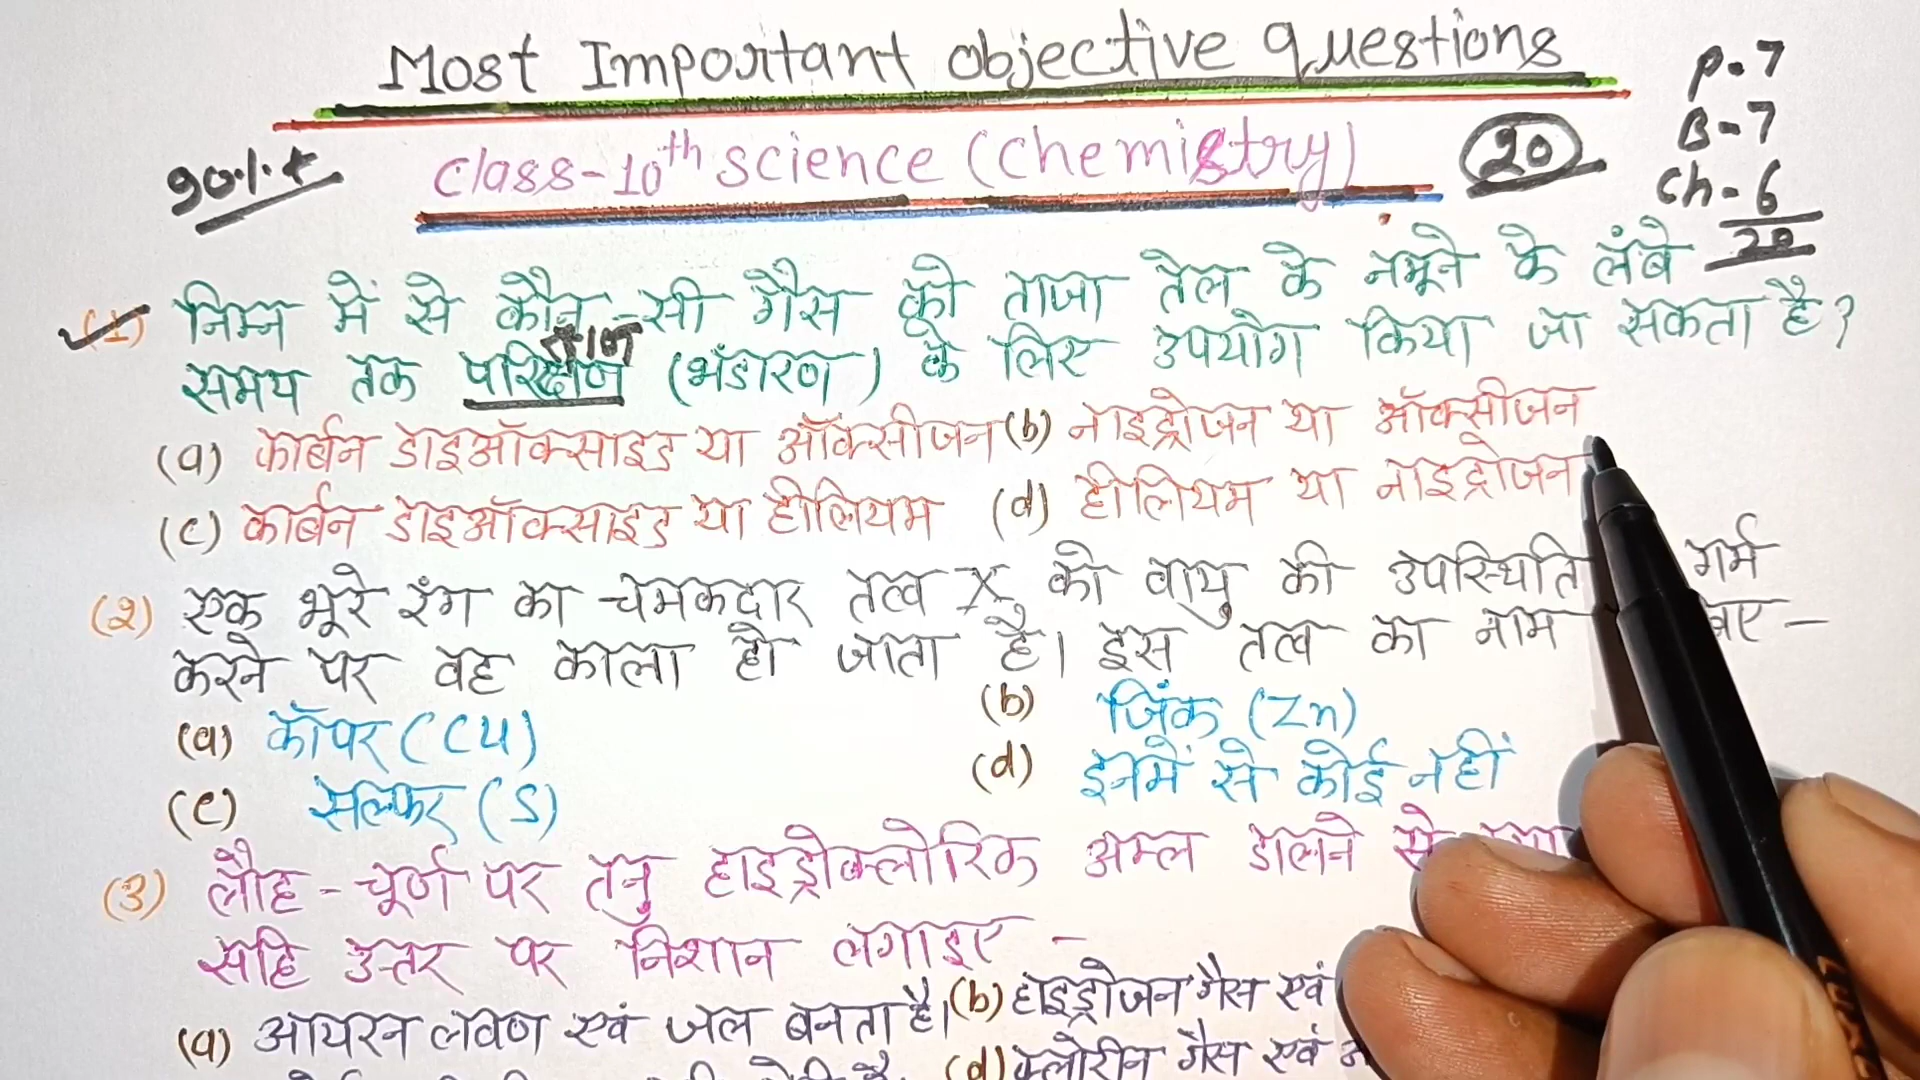 Most Important objective questions
P-7
B-7
Ch-6
20
90.1.+
class-10th science (chemistry)
20
(1) निम्न में से कौन-सी गैस को ताजा तेल के नमूने के लंबे
समय तक (भंडारण) के लिए उपयोग किया जा सकता है?
(a) कार्बन डाइऑक्साइड या ऑक्सीजन (b) नाइट्रोजन या ऑक्सीजन
(c) कार्बन डाइऑक्साइड या हीलियम (d) हीलियम या नाइट्रोजन
(2) एक भूरे रंग का चमकदार तत्व X को वायु की उपस्थिति गर्म
करने पर वह काला हो जाता है। इस तत्व का नाम –
(a) कॉपर (Cu) (b) जिंक (Zn)
(c) सल्फर (S) (d) इनमें से कोई नहीं
(3) लौह-चूर्ण पर तनु हाइड्रोक्लोरिक अम्ल डालने से
सहि उत्तर पर निशान लगाइए –
(a) आयरन लवण एवं जल बनता है। (b) हाइड्रोजन गैस एवं
(d) क्लोरीन गैस एवं